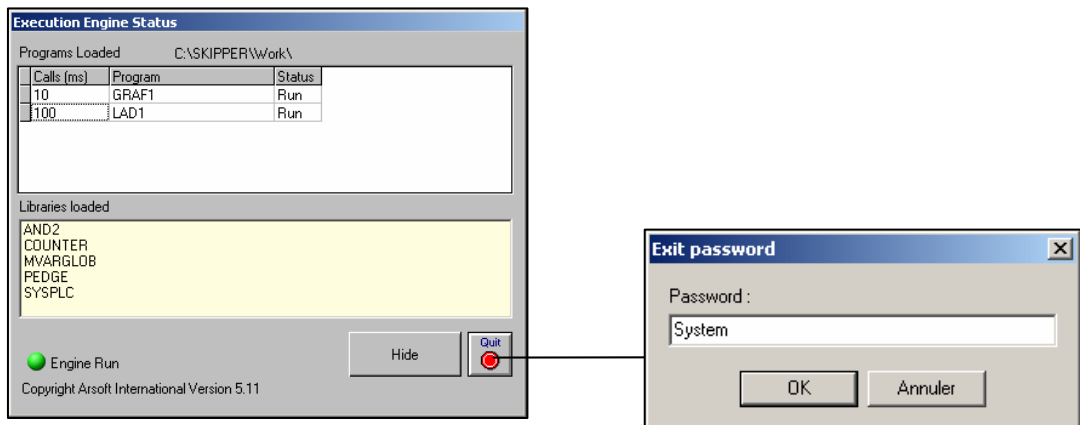 Execution Engine Status
Programs Loaded C:\SKIPPER\Work\
Calls (ms) Program Status
10 GRAF1 Run
100 LAD1 Run
Libraries loaded
AND2
COUNTER
MVARGLOB
PEDGE
SYSPLC
Engine Run
Hide
Quit
Copyright Arsoft International Version 5.11
Exit password
Password :
System
OK Annuler